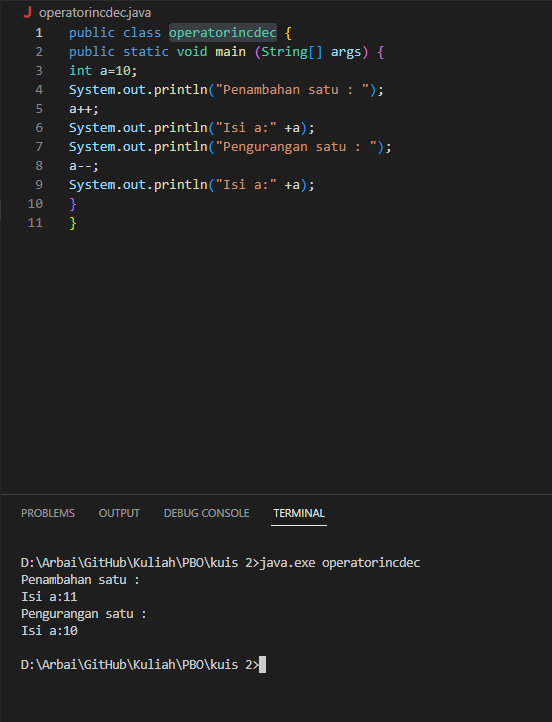 J operatorincdec.java
1 public class operatorincdec {
2 public static void main (String[] args) {
3 int a=10;
4 System.out.println("Penambahan satu : ");
5 a++;
6 System.out.println("Isi a:" +a);
7 System.out.println("Pengurangan satu : ");
8 a--;
9 System.out.println("Isi a:" +a);
10 }
11 }
PROBLEMS OUTPUT DEBUG CONSOLE TERMINAL
D:\Arbai\GitHub\Kuliah\PBO\kuis 2>java.exe operatorincdec
Penambahan satu :
Isi a:11
Pengurangan satu :
Isi a:10
D:\Arbai\GitHub\Kuliah\PBO\kuis 2>